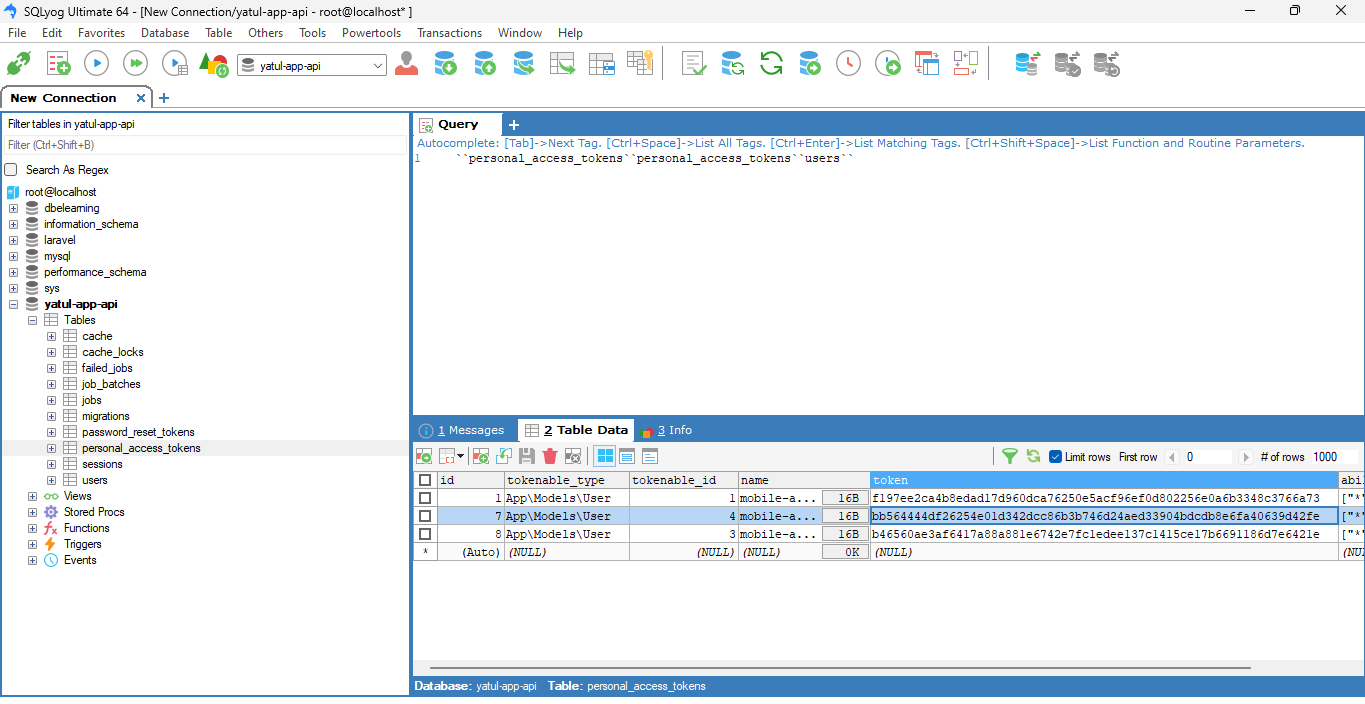 SQLyog Ultimate 64 - [New Connection/yatul-app-api - root@localhost* ]
File Edit Favorites Database Table Others Tools Powertools Transactions Window Help
yatul-app-api
New Connection
Filter tables in yatul-app-api
Filter (Ctrl+Shift+B)
Search As Regex
root@localhost
dbelearning
information_schema
laravel
mysql
performance_schema
sys
yatul-app-api
Tables
cache
cache_locks
failed_jobs
job_batches
jobs
migrations
password_reset_tokens
personal_access_tokens
sessions
users
Views
Stored Procs
Functions
Triggers
Events
Query
Autocomplete: [Tab]->Next Tag. [Ctrl+Space]->List All Tags. [Ctrl+Enter]->List Matching Tags. [Ctrl+Shift+Space]->List Function and Routine Parameters.
1 ``personal_access_tokens``personal_access_tokens``users``
1 Messages 2 Table Data 3 Info
Limit rows First row 0 # of rows 1000
id tokenable_type tokenable_id name token abil
1 App\Models\User 1 mobile-a... 16B f197ee2ca4b8edad17d960dca76250e5acf96ef0d802256e0a6b3348c3766a73 ["*"
7 App\Models\User 4 mobile-a... 16B bb564444df26254e01d342dcc86b3b746d24aed33904bdcdb8e6fa40639d42fe ["*"
8 App\Models\User 3 mobile-a... 16B b46560ae3af6417a88a881e6742e7fc1edee137c1415ce17b6691186d7e6421e ["*"
* (Auto) (NULL) (NULL) (NULL) 0K (NULL) (NUL
Database: yatul-app-api Table: personal_access_tokens